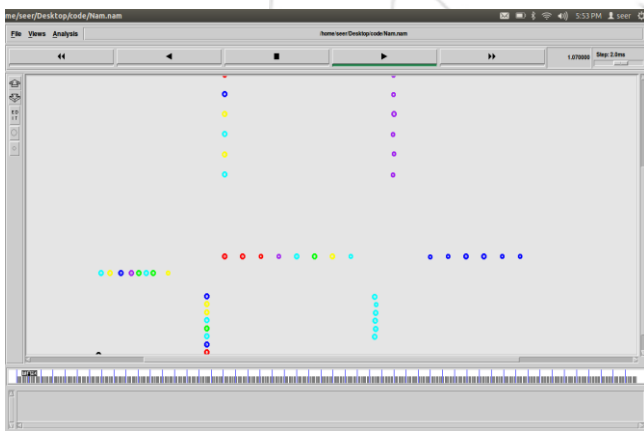 me/seer/Desktop/code/Nam.nam
5:53 PM
seer
File Views Analysis
/home/seer/Desktop/code/Nam.nam
1.070000
Step: 2.0ms